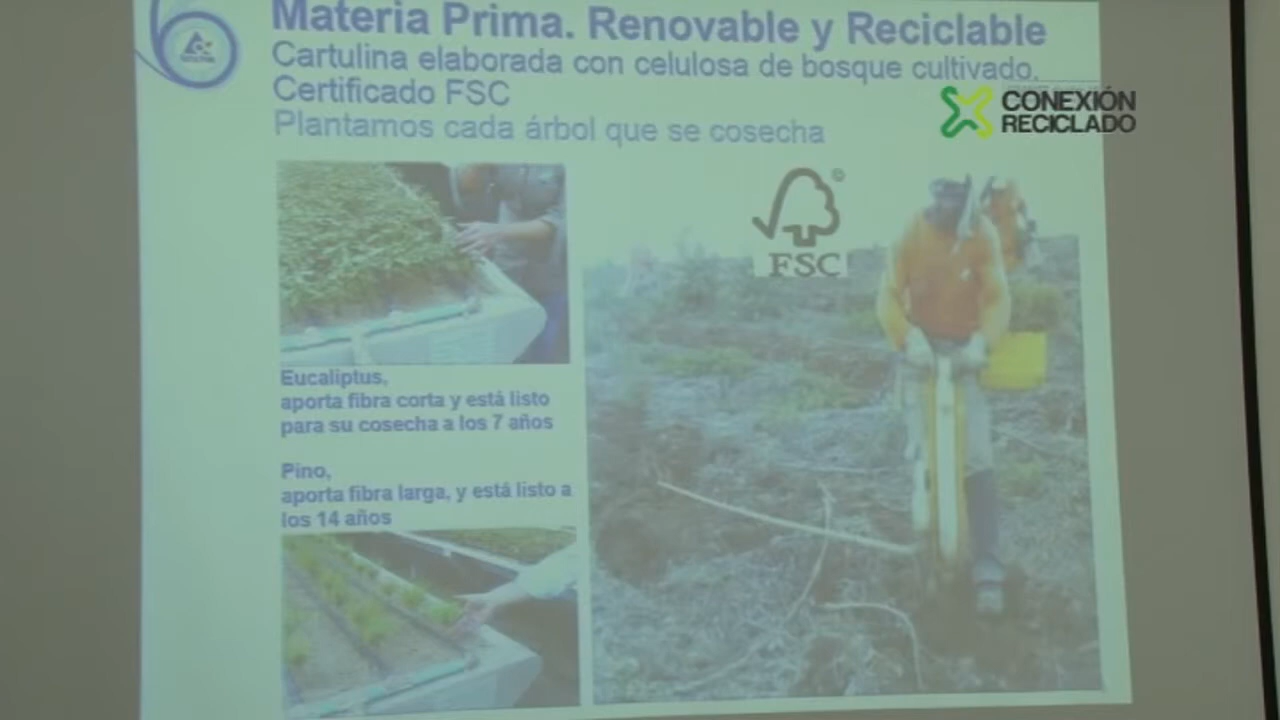 Materia Prima. Renovable y Reciclable
Cartulina elaborada con celulosa de bosque cultivado.
Certificado FSC
Plantamos cada árbol que se cosecha
CONEXIÓN
RECICLADO
©
FSC
Eucaliptus,
aporta fibra corta y está listo
para su cosecha a los 7 años
Pino,
aporta fibra larga, y está listo a
los 14 años